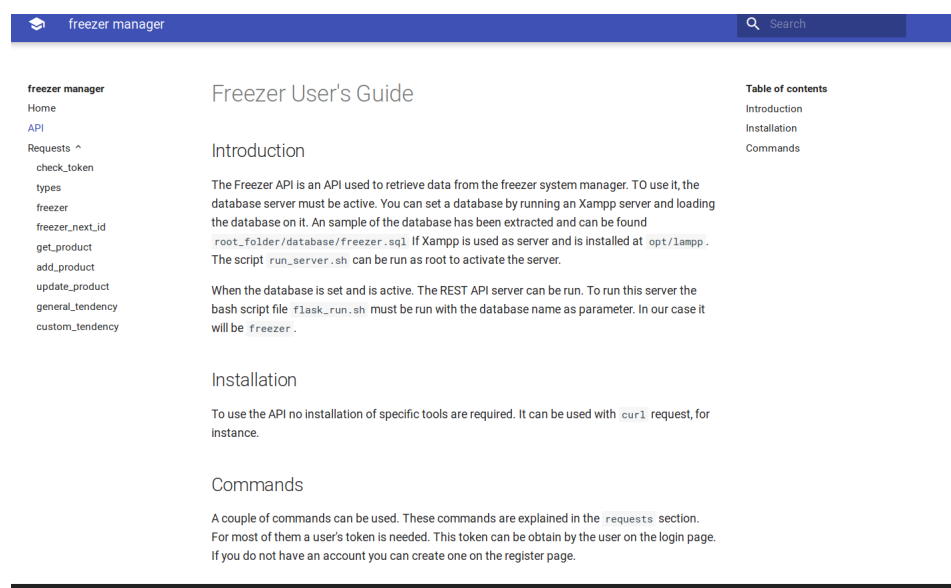 freezer manager
Search
freezer manager
Home
API
Requests ^
check_token
types
freezer
freezer_next_id
get_product
add_product
update_product
general_tendency
custom_tendency
Freezer User's Guide
Introduction
The Freezer API is an API used to retrieve data from the freezer system manager. TO use it, the
database server must be active. You can set a database by running an Xampp server and loading
the database on it. An sample of the database has been extracted and can be found
root_folder/database/freezer.sql If Xampp is used as server and is installed at opt/lampp.
The script run_server.sh can be run as root to activate the server.
When the database is set and is active. The REST API server can be run. To run this server the
bash script file flask_run.sh must be run with the database name as parameter. In our case it
will be freezer.
Installation
To use the API no installation of specific tools are required. It can be used with curl request, for
instance.
Commands
A couple of commands can be used. These commands are explained in the requests section.
For most of them a user's token is needed. This token can be obtain by the user on the login page.
If you do not have an account you can create one on the register page.
Table of contents
Introduction
Installation
Commands